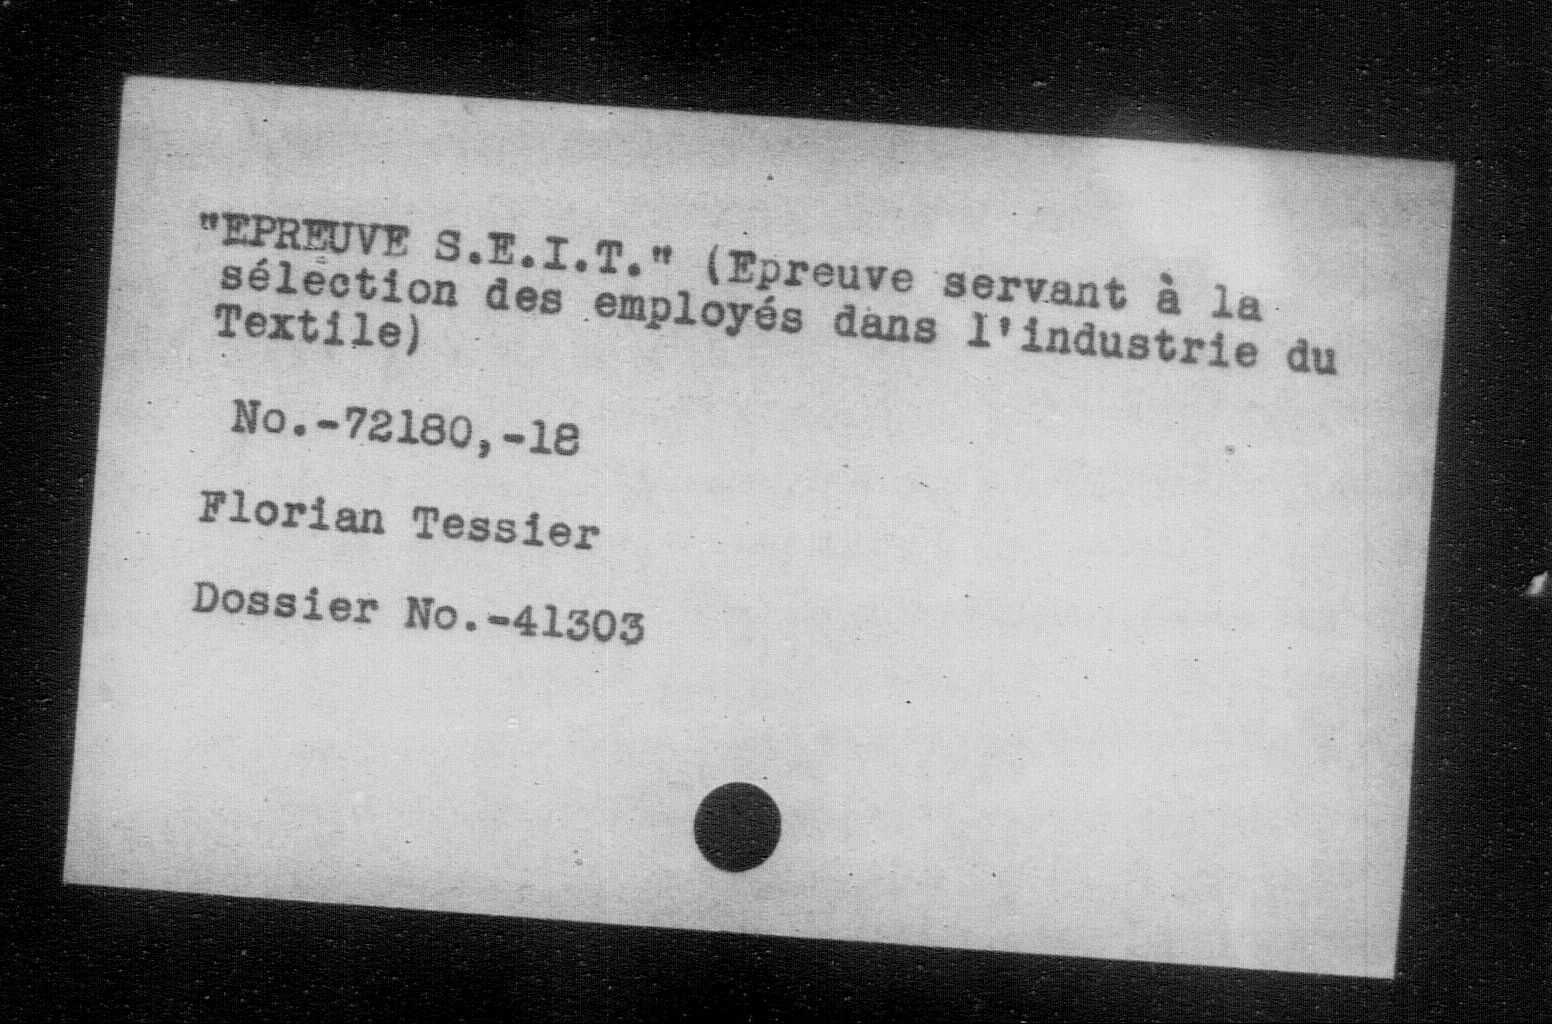 "EPREUVE S.E.I.T." (Epreuve servant à la
sélection des employés dans l'industrie du
Textile)
No.-72180,-18
Florian Tessier
Dossier No.-41303